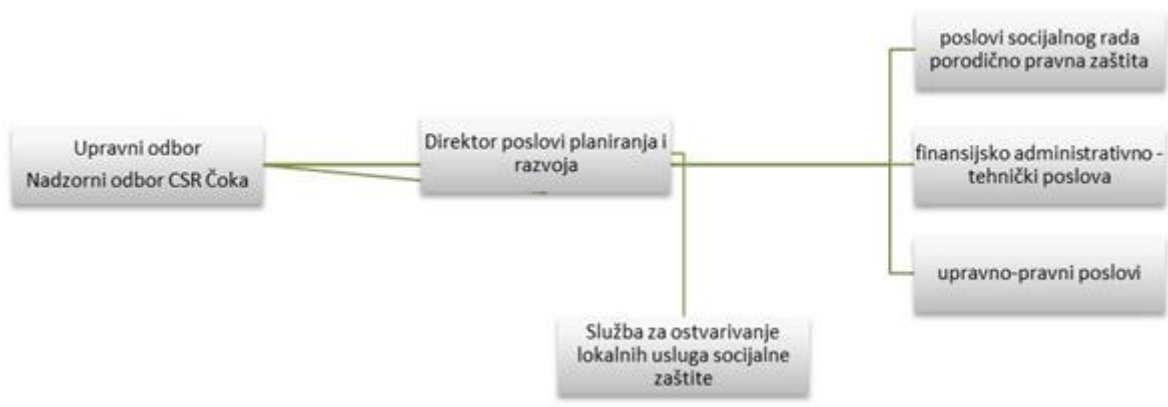 Upravni odbor
Nadzorni odbor CSR Čoka
Direktor poslovi planiranja i
razvoja
poslovi socijalnog rada
porodično pravna zaštita
finansijsko administrativno -
tehnički poslova
upravno-pravni poslovi
Služba za ostvarivanje
lokalnih usluga socijalne
zaštite